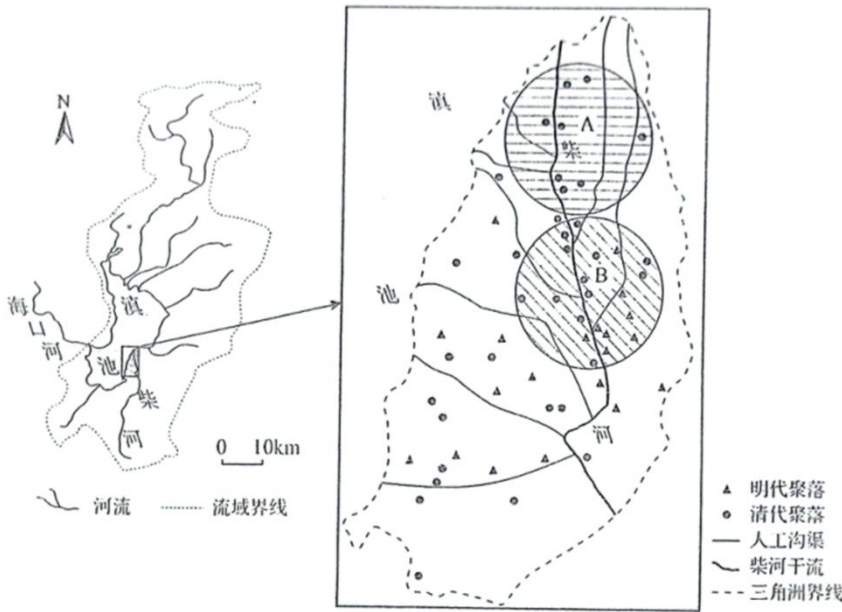 N
海
口
河
滇
池
柴
河
0 10km
河流
流域界线
滇
池
A
柴
B
河
明代聚落
清代聚落
人工沟渠
柴河干流
三角洲界线